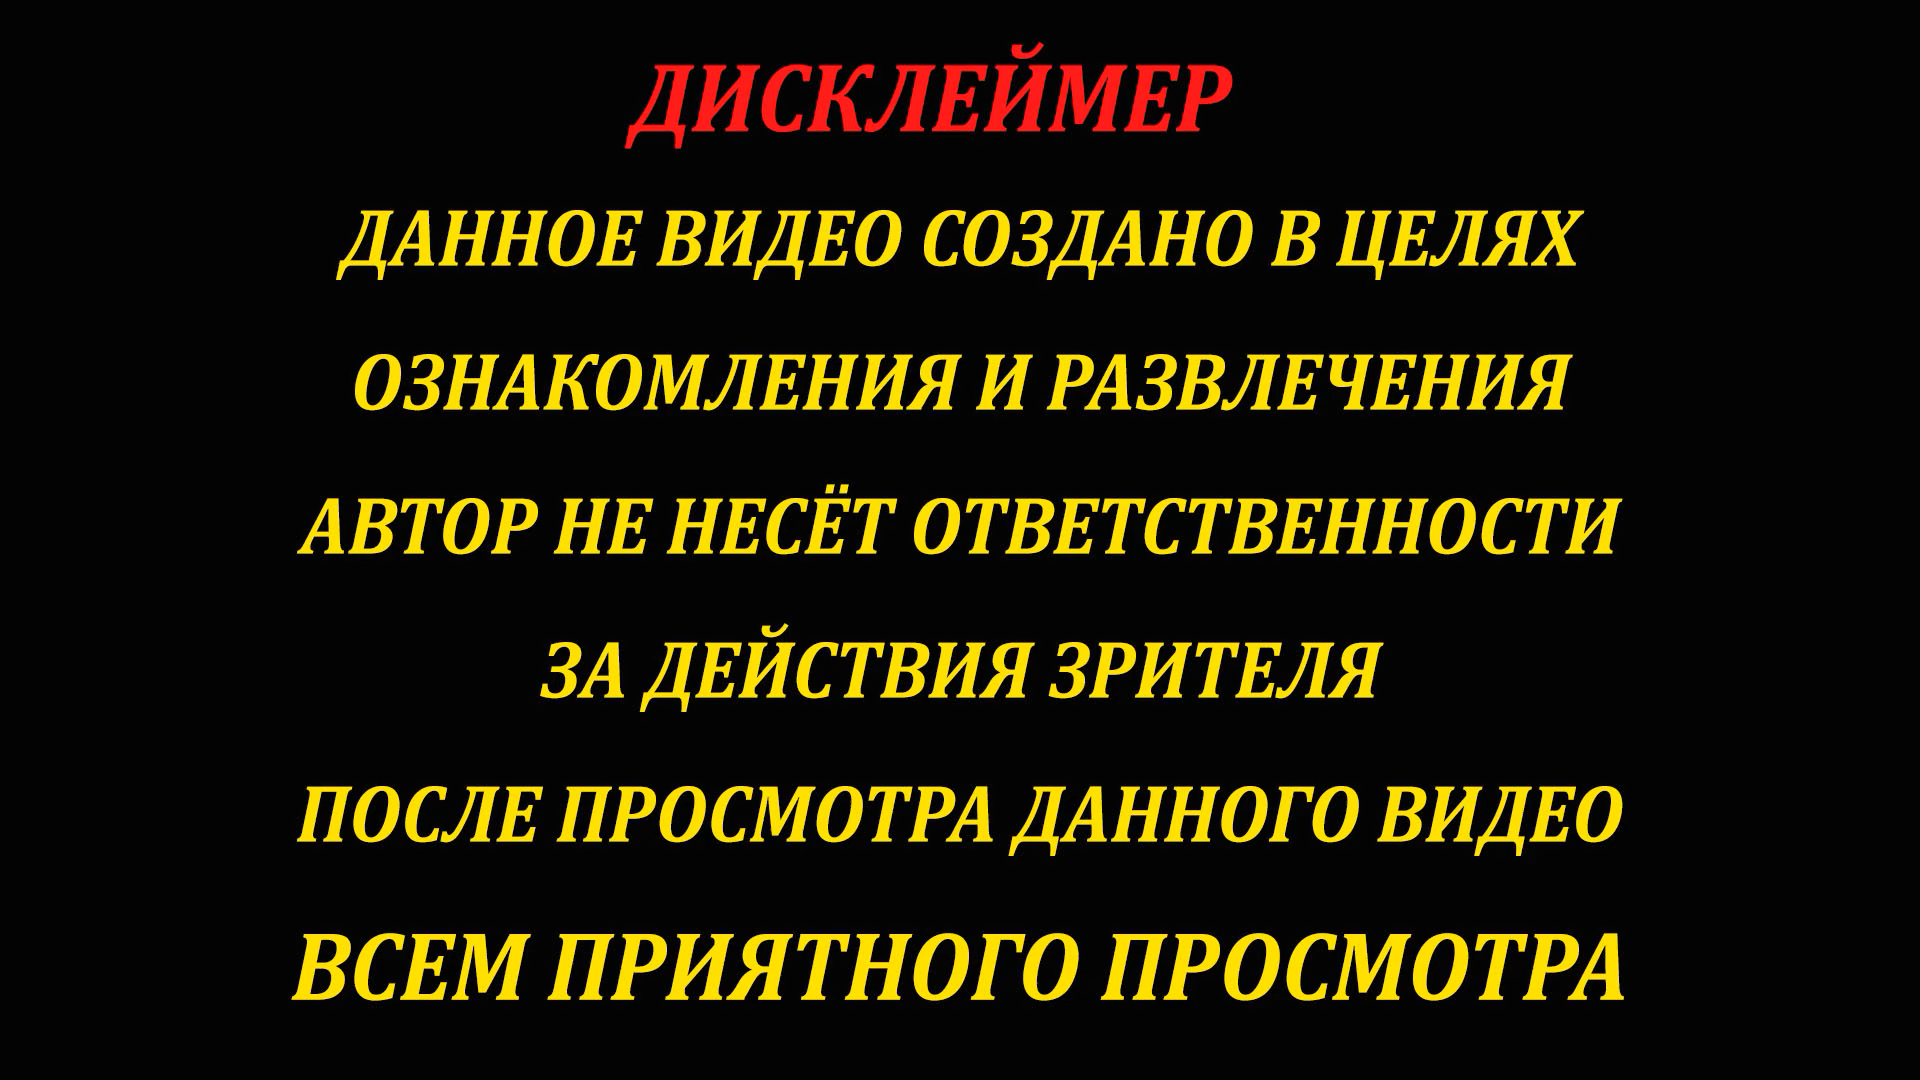 ДИСКЛЕЙМЕР
ДАННОЕ ВИДЕО СОЗДАНО В ЦЕЛЯХ
ОЗНАКОМЛЕНИЯ И РАЗВЛЕЧЕНИЯ
АВТОР НЕ НЕСЁТ ОТВЕТСТВЕННОСТИ
ЗА ДЕЙСТВИЯ ЗРИТЕЛЯ
ПОСЛЕ ПРОСМОТРА ДАННОГО ВИДЕО
ВСЕМ ПРИЯТНОГО ПРОСМОТРА